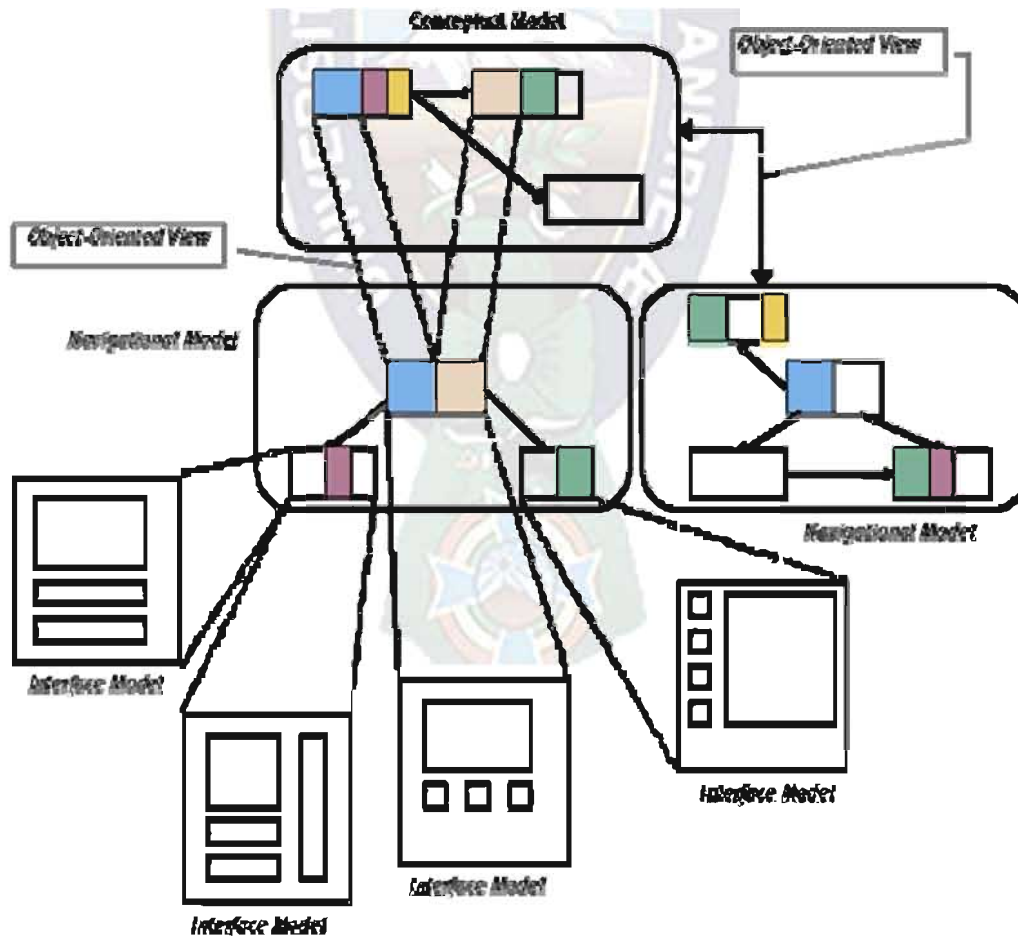 Conceptual Model
Object-Oriented View
Object-Oriented View
Navigational Model
Navigational Model
Interface Model
Interface Model
Interface Model
Interface Model